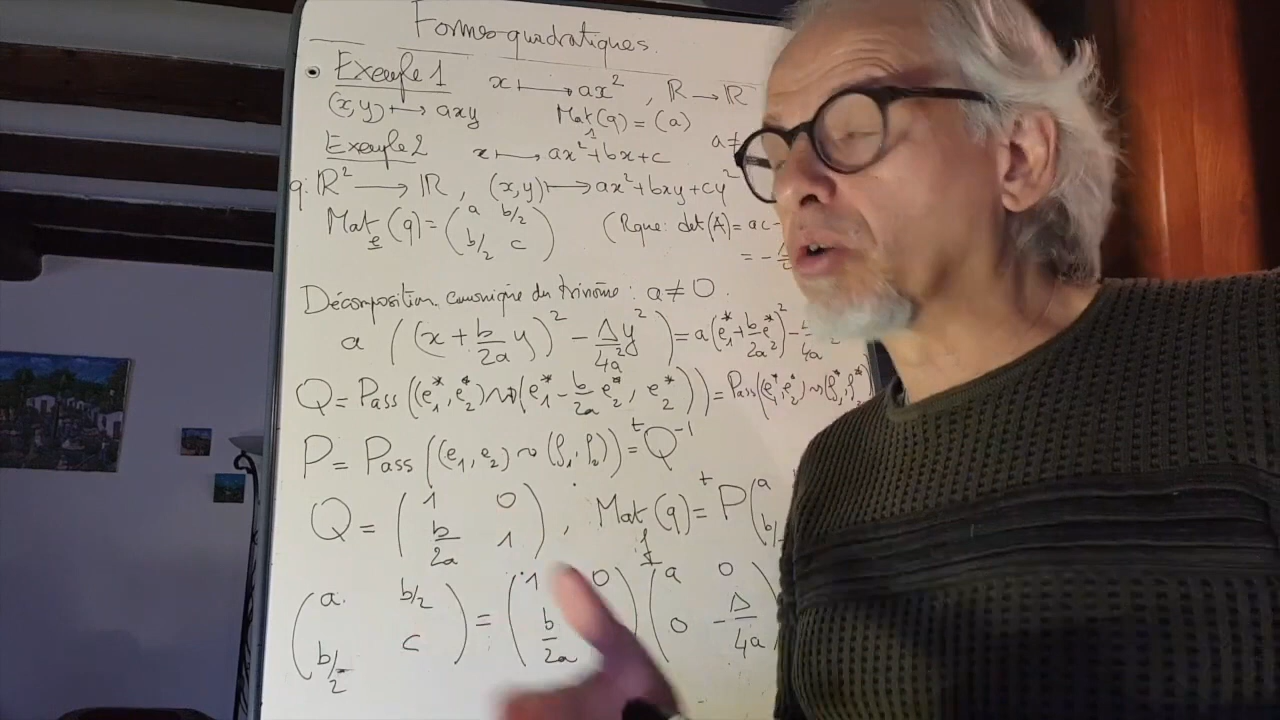 Formes quadratiques.
• Exemple 1 x ⟼ ax² , ℝ → ℝ
(x,y) ⟼ axy Mat₁(q) = (a)
Exemple 2 x ⟼ ax²+bx+c a≠
q: ℝ² ⟶ ℝ , (x,y) ⟼ ax²+bxy+cy²
Mat_e(q) = ( a b/2 ; b/2 c ) (Rque: det(A) = ac-
= -Δ
Décomposition canonique du trinôme : a ≠ 0.
a ( (x + b/2a y)² - Δ/4a² y² ) = a(e₁* + b/2a e₂*)² - 4a
Q = Pass((e₁*, e₂*) ⇝ (e₁* - b/2a e₂*, e₂*)) = Pass((e₁*, e₂*) ⇝ (f₁*, f₂*)
P = Pass((e₁, e₂) ⇝ (f₁, f₂)) = ᵗQ⁻¹
Q = ( 1 0 ; b/2a 1 ) , Mat_f(q) = ᵗP ( a b/
( a b/2 ; b/2 c ) = ( 1 0 ; b/2a ) ( a 0 ; 0 -Δ/4a )